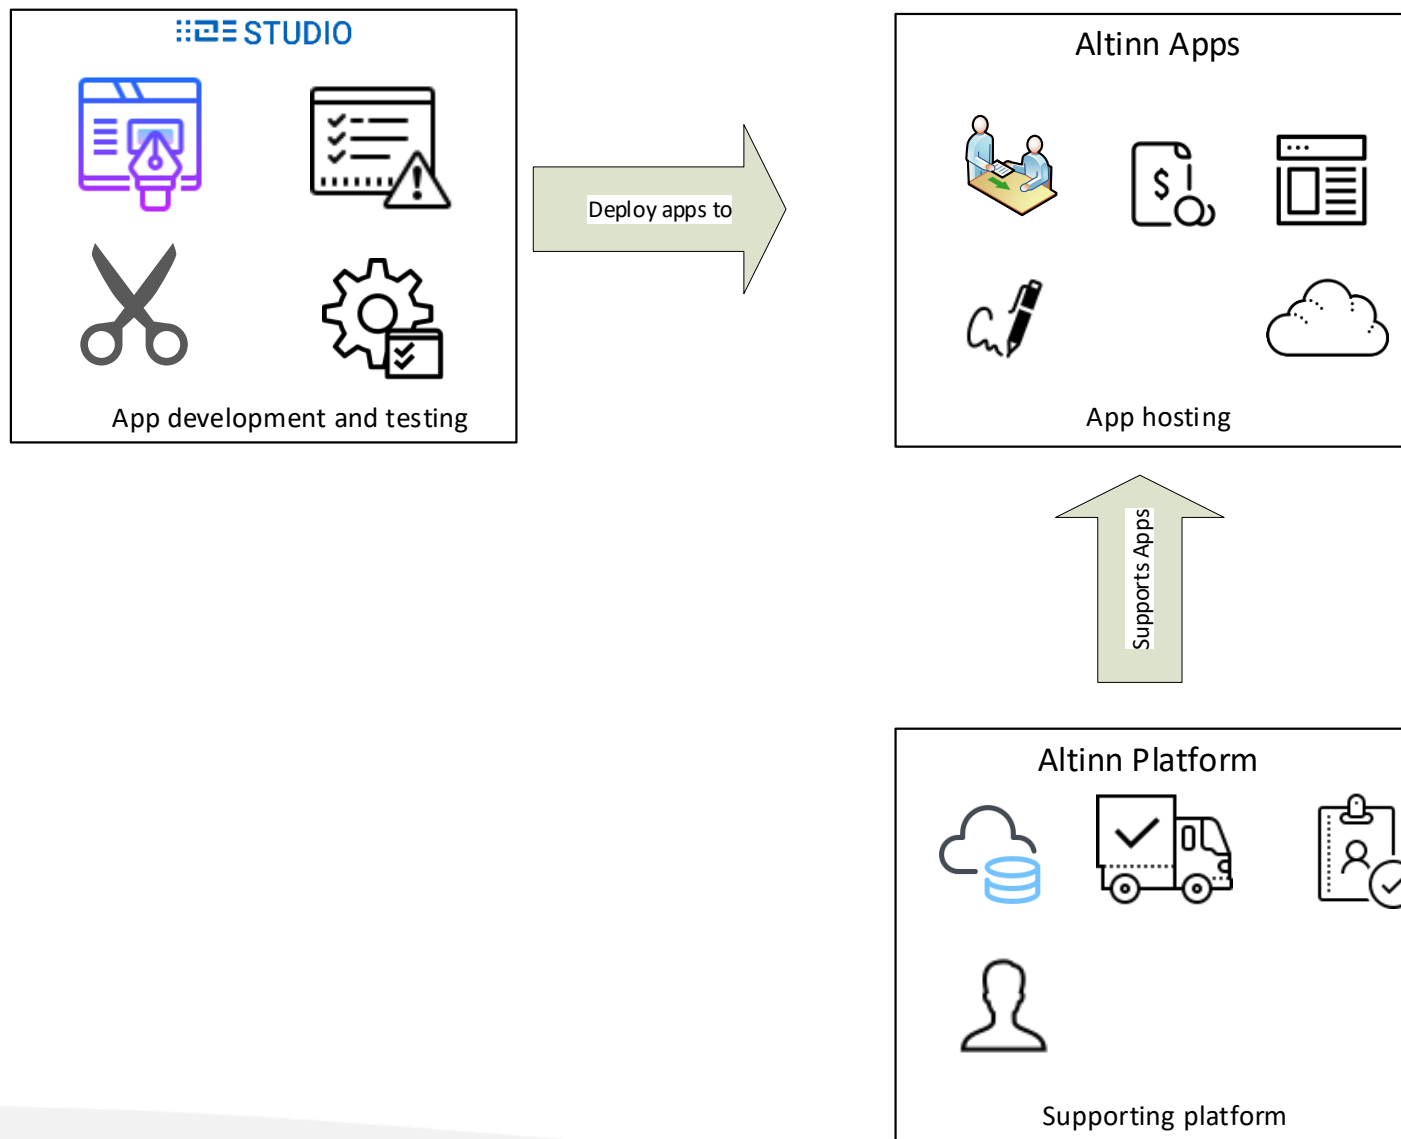 STUDIO
App development and testing
Deploy apps to
Altinn Apps
$
App hosting
Supports Apps
Altinn Platform
Supporting platform